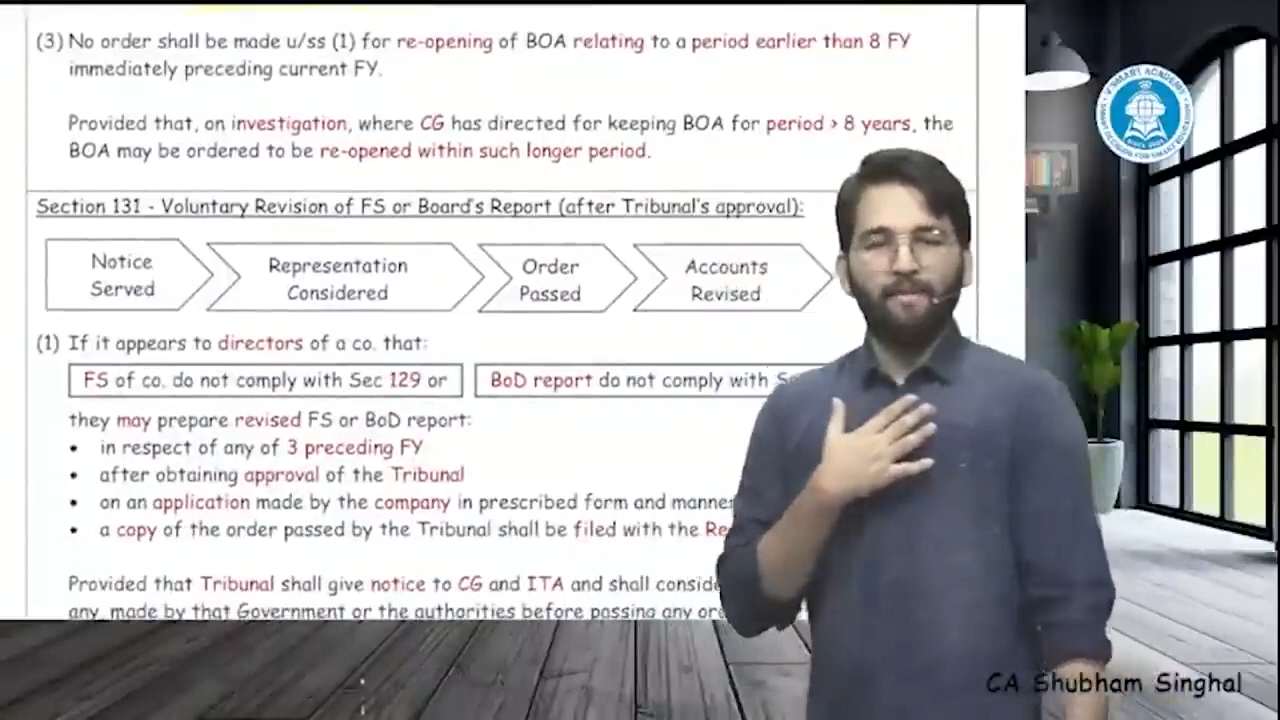 (3) No order shall be made u/ss (1) for re-opening of BOA relating to a period earlier than 8 FY
immediately preceding current FY.
Provided that, on investigation, where CG has directed for keeping BOA for period > 8 years, the
BOA may be ordered to be re-opened within such longer period.
Section 131 - Voluntary Revision of FS or Board's Report (after Tribunal's approval):
Notice
Served
Representation
Considered
Order
Passed
Accounts
Revised
(1) If it appears to directors of a co. that:
FS of co. do not comply with Sec 129 or
BoD report do not comply with
they may prepare revised FS or BoD report:
• in respect of any of 3 preceding FY
• after obtaining approval of the Tribunal
• on an application made by the company in prescribed form and manner
• a copy of the order passed by the Tribunal shall be filed with the
Provided that Tribunal shall give notice to CG and ITA and shall
any, made by that Government or the authorities before passing any
V'SMART ACADEMY
CA Shubham Singhal